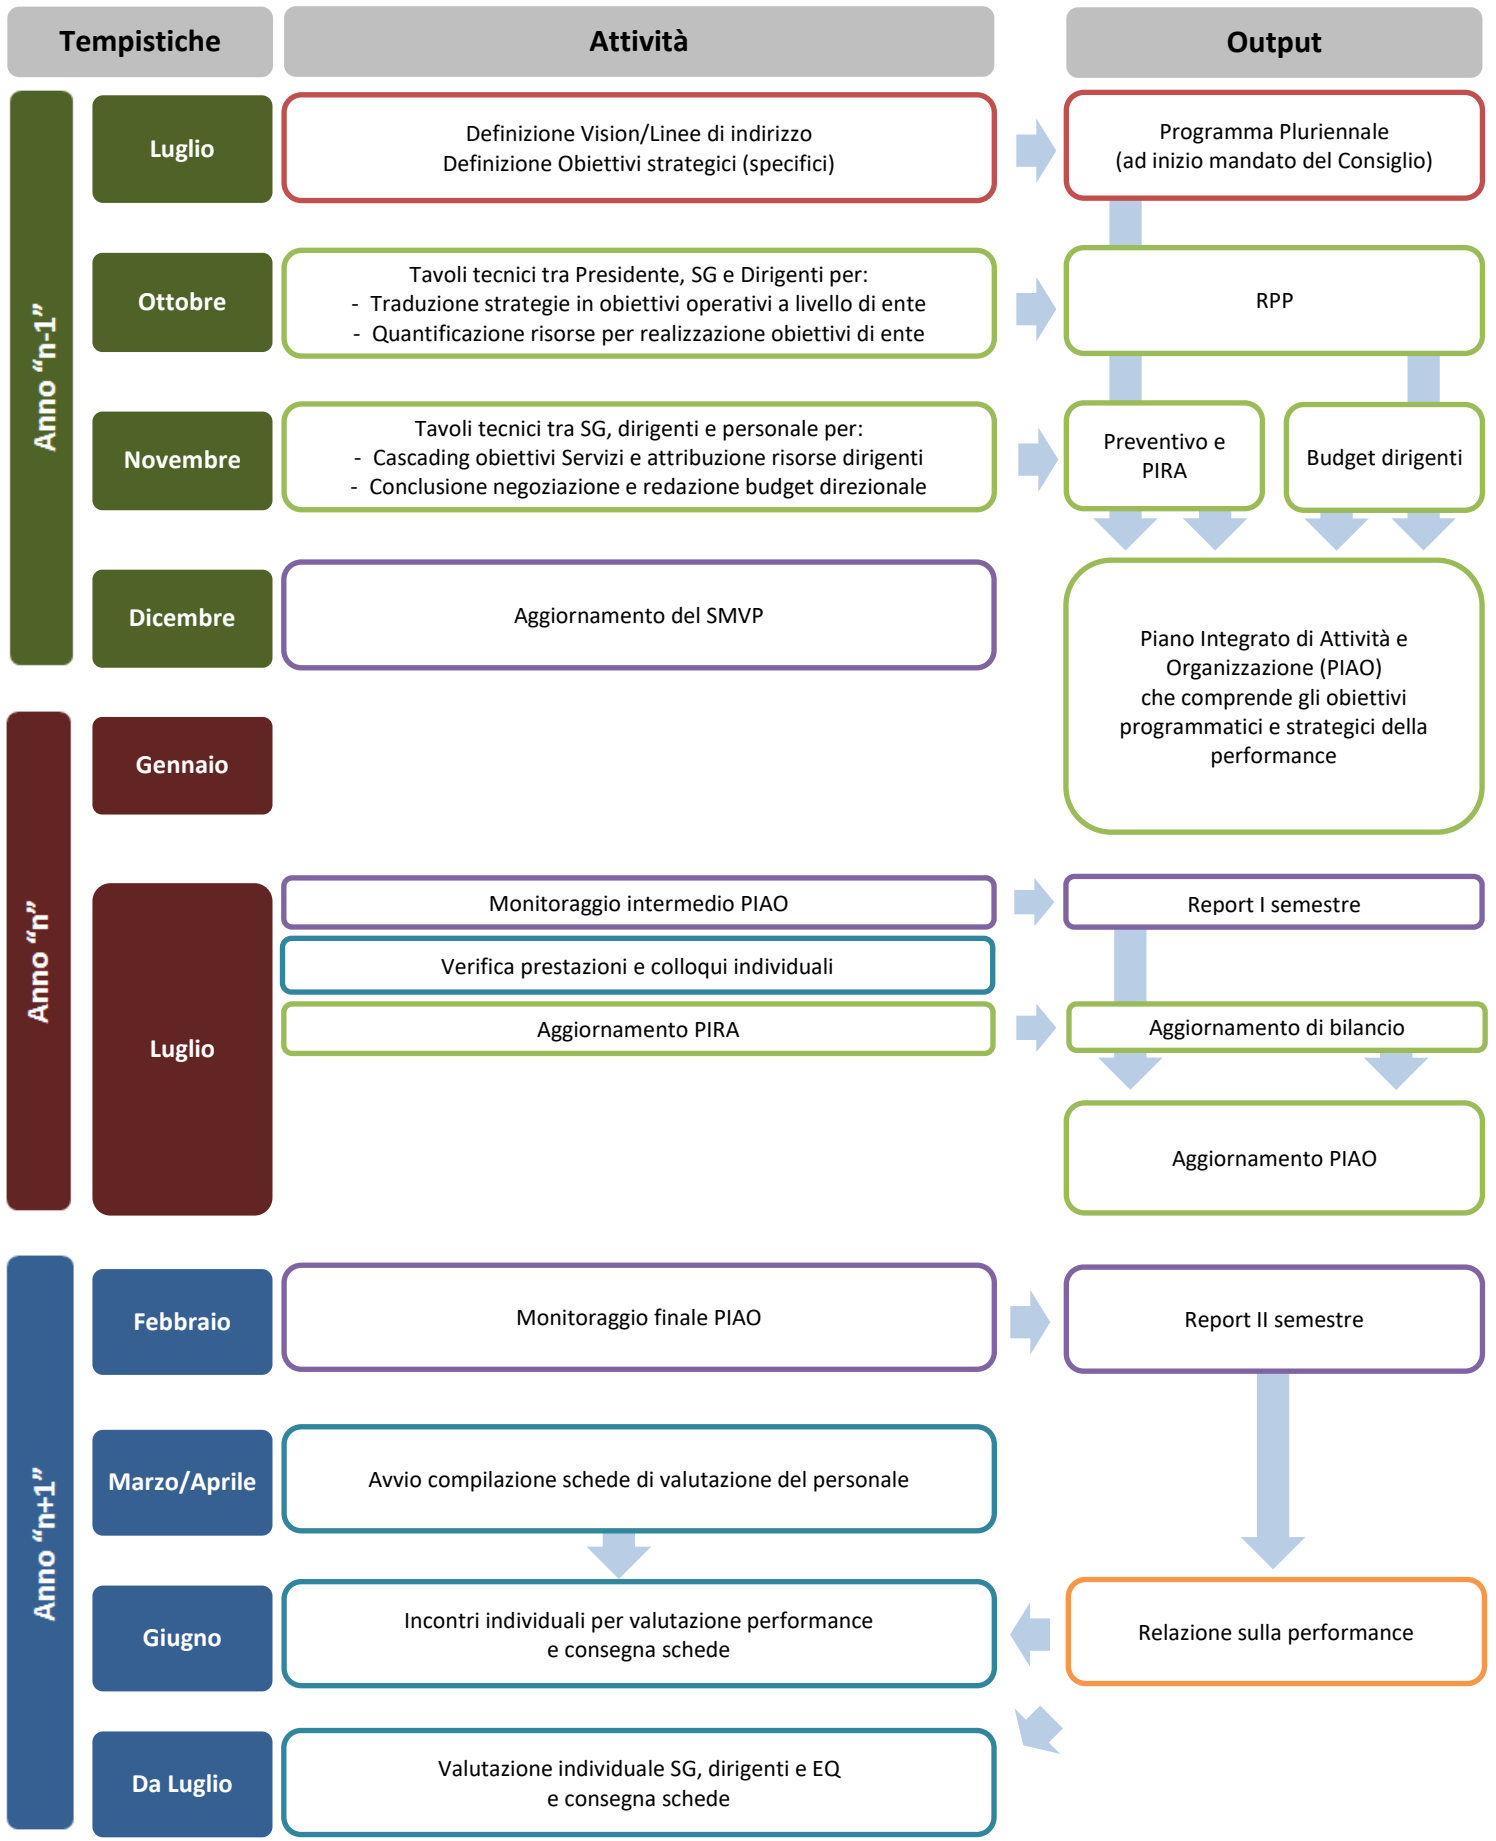 Tempistiche
Attività
Output
Anno “n-1”
Luglio
Definizione Vision/Linee di indirizzo
Definizione Obiettivi strategici (specifici)
Programma Pluriennale
(ad inizio mandato del Consiglio)
Ottobre
Tavoli tecnici tra Presidente, SG e Dirigenti per:
- Traduzione strategie in obiettivi operativi a livello di ente
- Quantificazione risorse per realizzazione obiettivi di ente
RPP
Novembre
Tavoli tecnici tra SG, dirigenti e personale per:
- Cascading obiettivi Servizi e attribuzione risorse dirigenti
- Conclusione negoziazione e redazione budget direzionale
Preventivo e
PIRA
Budget dirigenti
Dicembre
Aggiornamento del SMVP
Piano Integrato di Attività e
Organizzazione (PIAO)
che comprende gli obiettivi
programmatici e strategici della
performance
Anno “n”
Gennaio
Luglio
Monitoraggio intermedio PIAO
Report I semestre
Verifica prestazioni e colloqui individuali
Aggiornamento PIRA
Aggiornamento di bilancio
Aggiornamento PIAO
Anno “n+1”
Febbraio
Monitoraggio finale PIAO
Report II semestre
Marzo/Aprile
Avvio compilazione schede di valutazione del personale
Giugno
Incontri individuali per valutazione performance
e consegna schede
Relazione sulla performance
Da Luglio
Valutazione individuale SG, dirigenti e EQ
e consegna schede